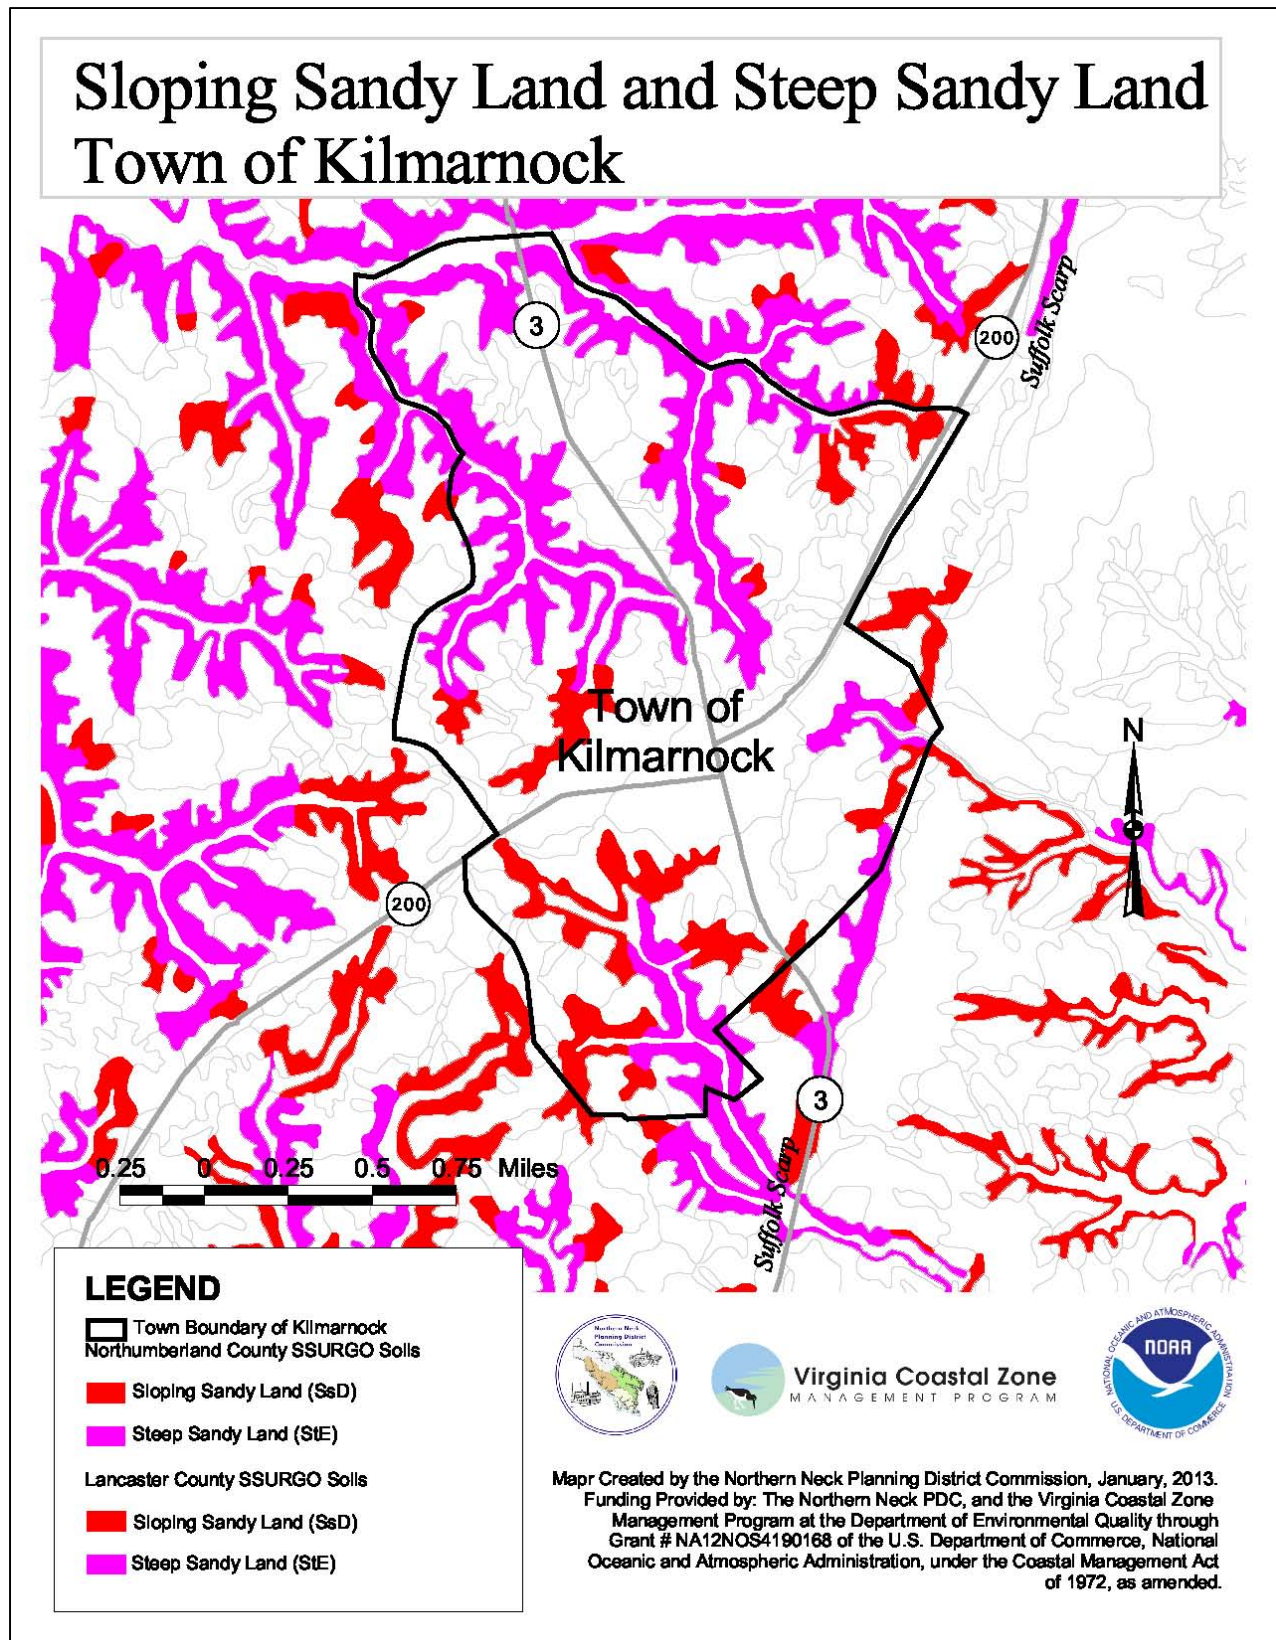 Sloping Sandy Land and Steep Sandy Land
Town of Kilmarnock
3
200
Suffolk Scarp
Town of
Kilmarnock
N
200
3
Suffolk Scarp
0.25 0 0.25 0.5 0.75 Miles
LEGEND
Town Boundary of Kilmarnock
Northumberland County SSURGO Soils
Sloping Sandy Land (SsD)
Steep Sandy Land (StE)
Lancaster County SSURGO Soils
Sloping Sandy Land (SsD)
Steep Sandy Land (StE)
Northern Neck
Planning District
Commission
Virginia Coastal Zone
MANAGEMENT PROGRAM
NATIONAL OCEANIC AND ATMOSPHERIC ADMINISTRATION
NOAA
U.S. DEPARTMENT OF COMMERCE
Mapr Created by the Northern Neck Planning District Commission, January, 2013.
Funding Provided by: The Northern Neck PDC, and the Virginia Coastal Zone
Management Program at the Department of Environmental Quality through
Grant # NA12NOS4190168 of the U.S. Department of Commerce, National
Oceanic and Atmospheric Administration, under the Coastal Management Act
of 1972, as amended.